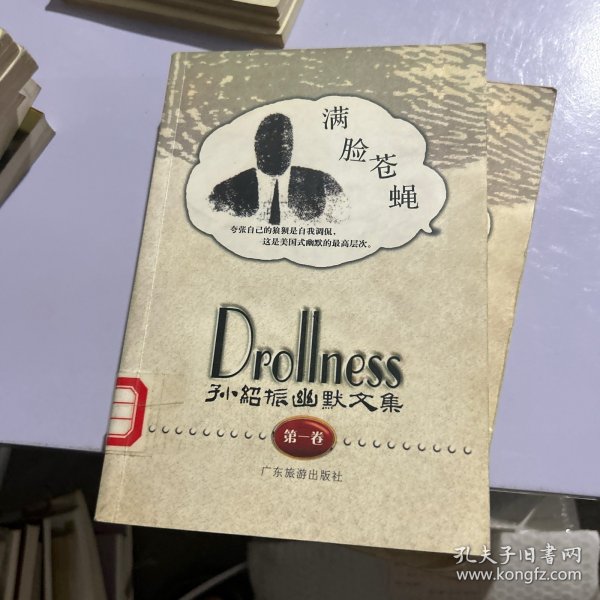 满脸苍蝇
夸张自己的狼狈是自我调侃,
这是美国式幽默的最高层次。
Drollness
孙绍振幽默文集
第一卷
广东旅游出版社
孔夫子旧书网
www.kongfz.com